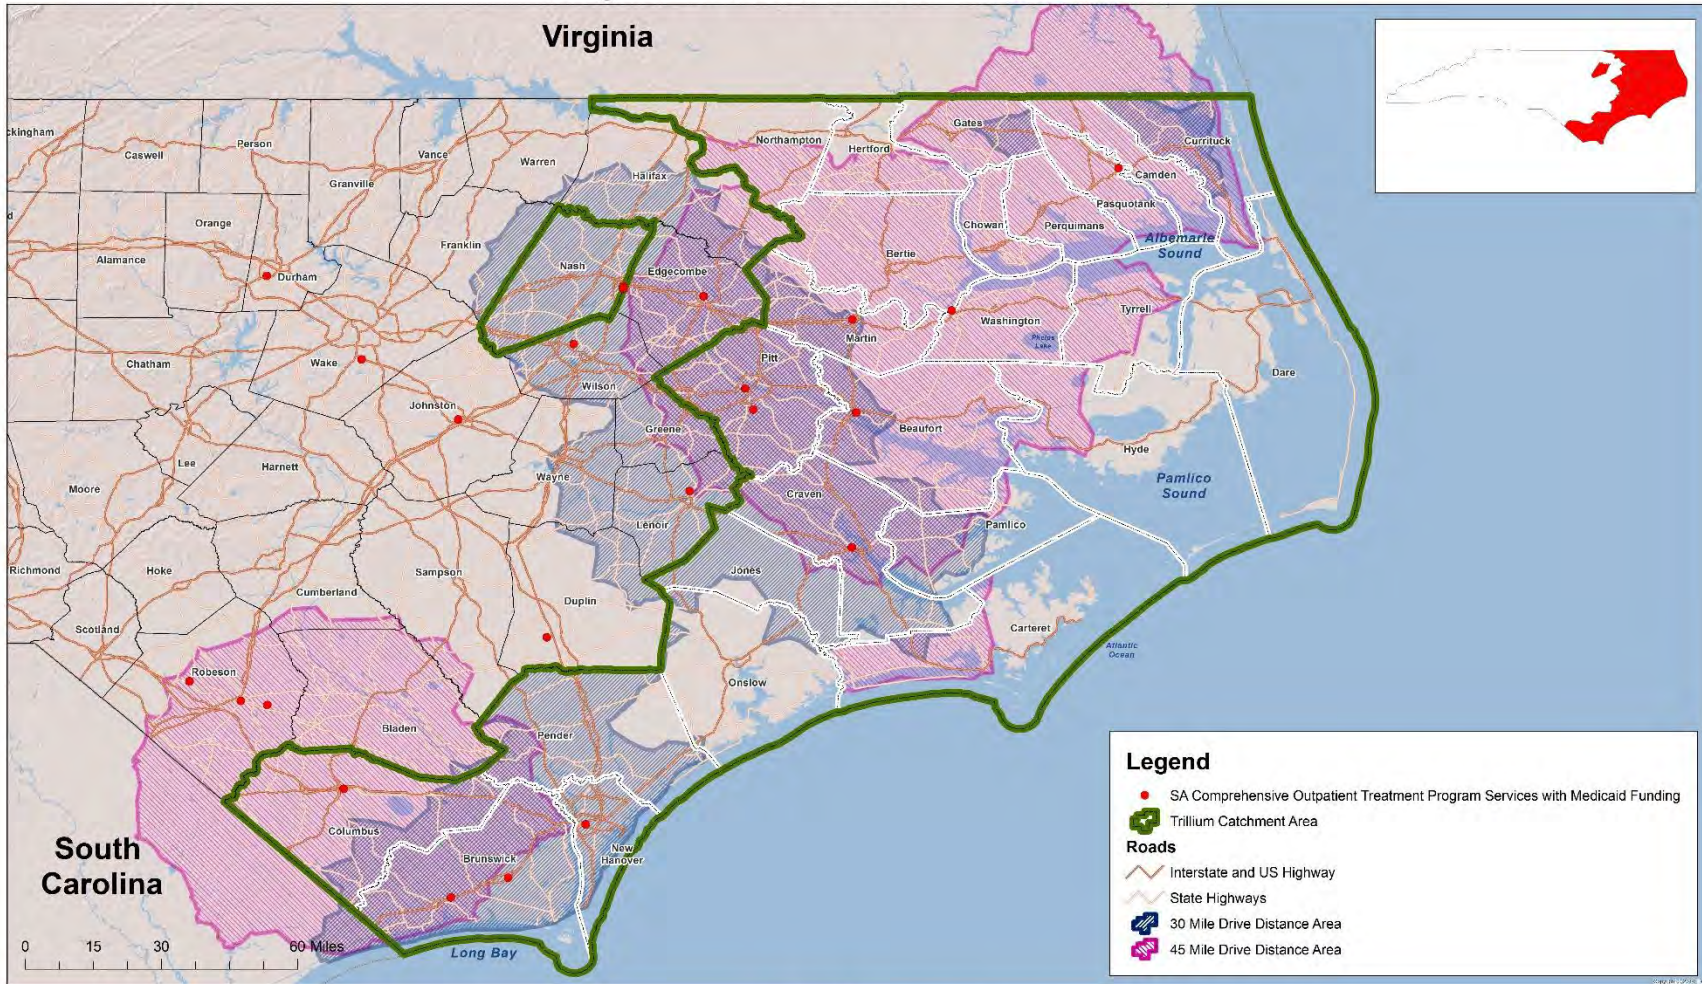 Virginia
ckingham
Caswell
Person
Vance
Warren
Northampton
Hertford
Gates
Currituck
Granville
Halifax
Camden
Pasquotank
d
Orange
Franklin
Chowan
Perquimans
Albemarle
Sound
Alamance
Durham
Nash
Edgecombe
Bertie
Washington
Tyrrell
Phelps
Lake
Chatham
Wake
Martin
Pitt
Dare
Wilson
Johnston
Greene
Beaufort
Hyde
Lee
Harnett
Moore
Wayne
Pamlico
Sound
Craven
Lenoir
Pamlico
Richmond
Hoke
Sampson
Jones
Cumberland
Duplin
Scotland
Carteret
Atlantic
Ocean
Robeson
Onslow
Bladen
Pender
Columbus
South
Carolina
Brunswick
New
Hanover
0 15 30 60 Miles
Long Bay
Legend
SA Comprehensive Outpatient Treatment Program Services with Medicaid Funding
Trillium Catchment Area
Roads
Interstate and US Highway
State Highways
30 Mile Drive Distance Area
45 Mile Drive Distance Area